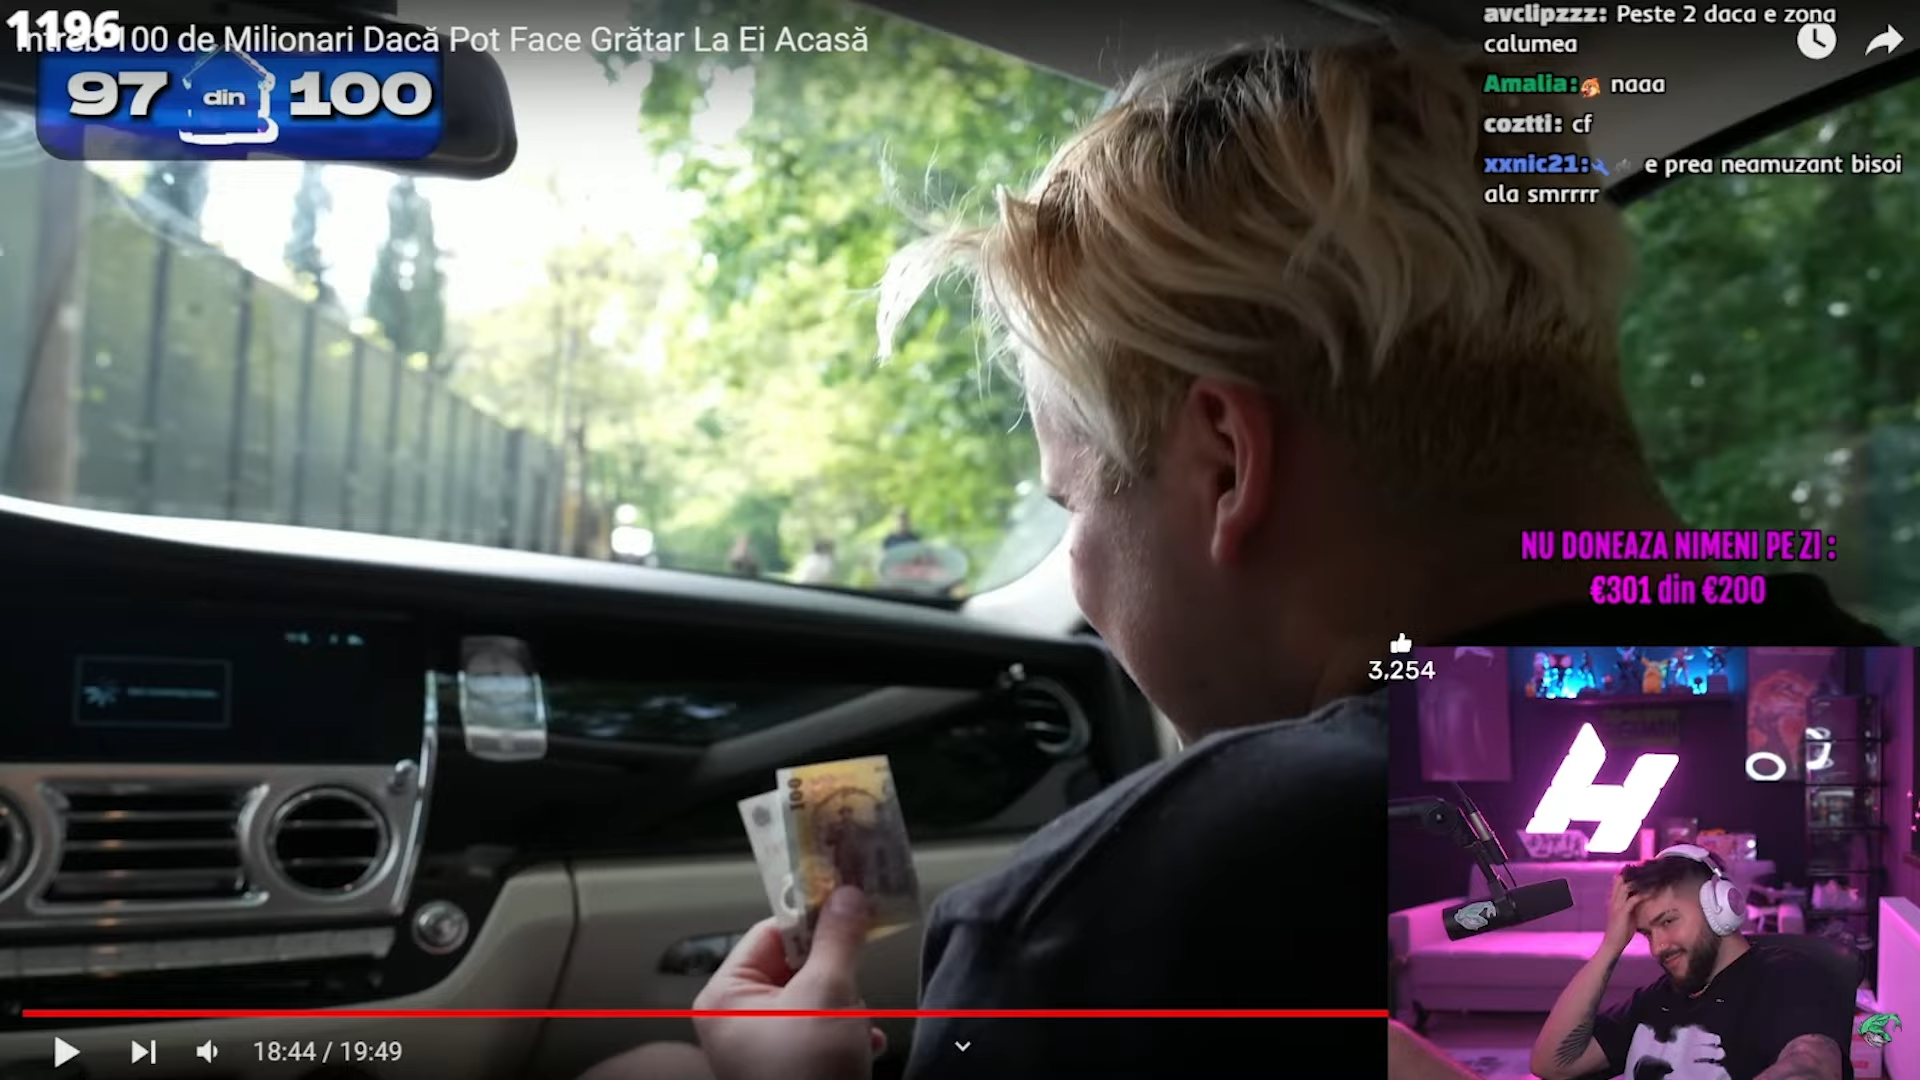 1196
100 de Milionari Dacă Pot Face Grătar La Ei Acasă
97 din 100
avclipzzz: Peste 2 daca e zona
calumea
Amalia: naaa
coztti: cf
xxnic21: e prea neamuzant bisoi
ala smrrrr
NU DONEAZA NIMENI PE ZI :
€301 din €200
3,254
100
H
18:44 / 19:49